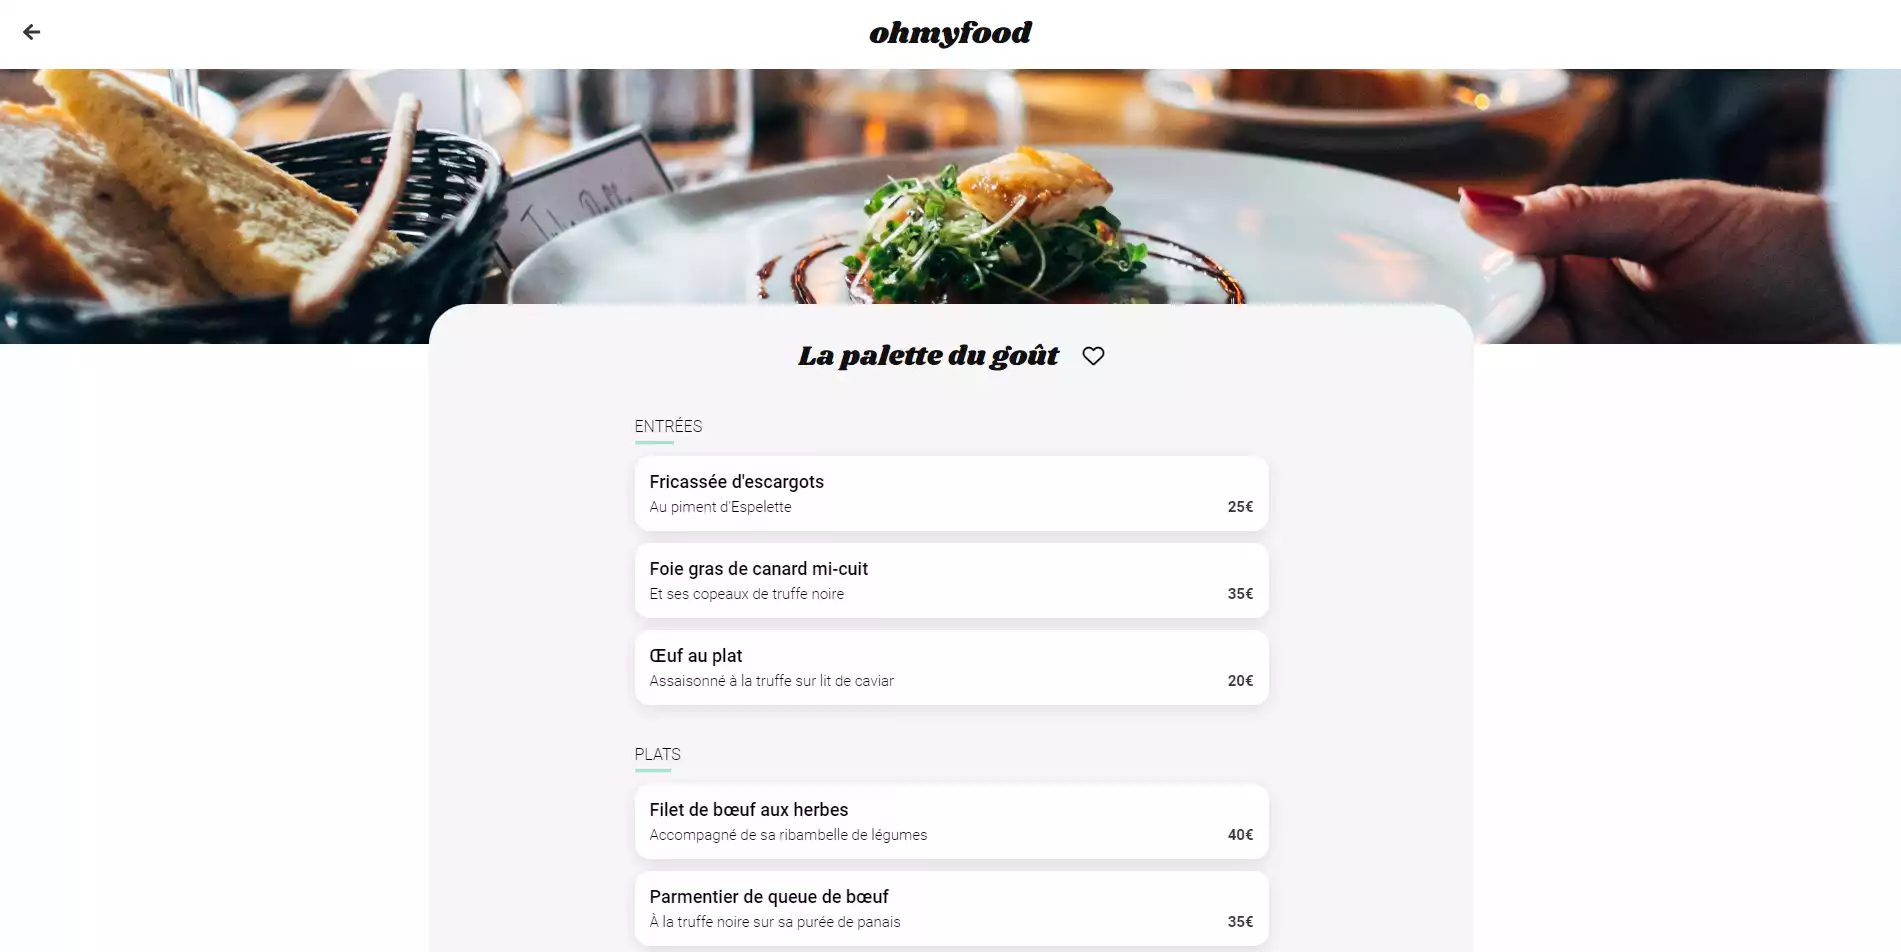 ohmyfood
La palette du goût
ENTRÉES
Fricassée d'escargots
Au piment d'Espelette
25€
Foie gras de canard mi-cuit
Et ses copeaux de truffe noire
35€
Œuf au plat
Assaisonné à la truffe sur lit de caviar
20€
PLATS
Filet de bœuf aux herbes
Accompagné de sa ribambelle de légumes
40€
Parmentier de queue de bœuf
À la truffe noire sur sa purée de panais
35€